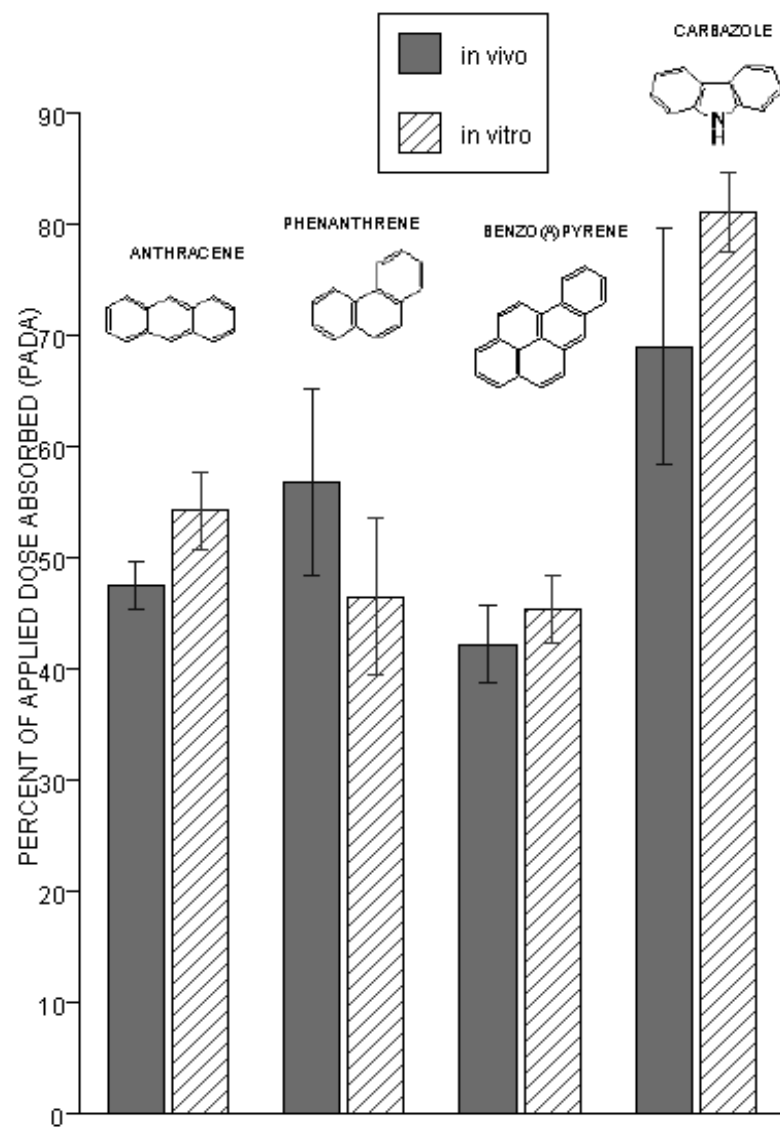 in vivo
in vitro
CARBAZOLE
N
H
PHENANTHRENE
BENZO(A)PYRENE
ANTHRACENE
PERCENT OF APPLIED DOSE ABSORBED (PADA)
90
80
70
60
50
40
30
20
10
0